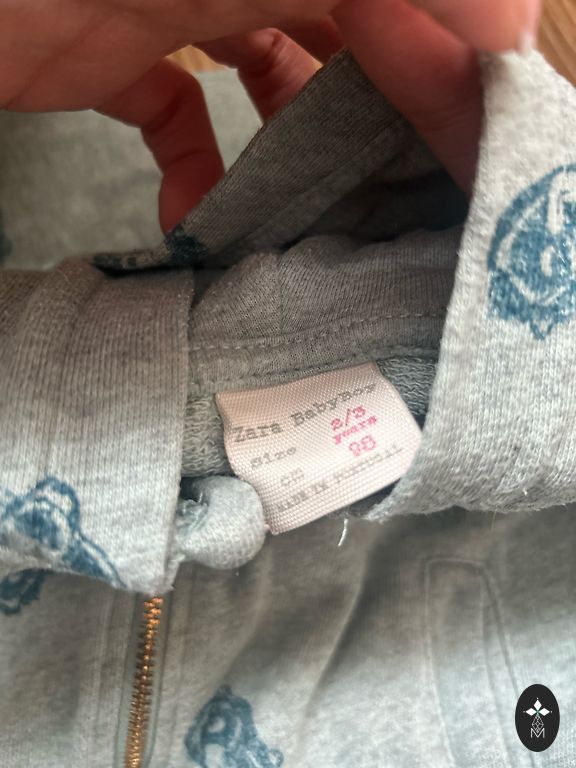 Zara BabyBoy
2/3
years
size
98
cm
MADE IN PORTUGAL
M